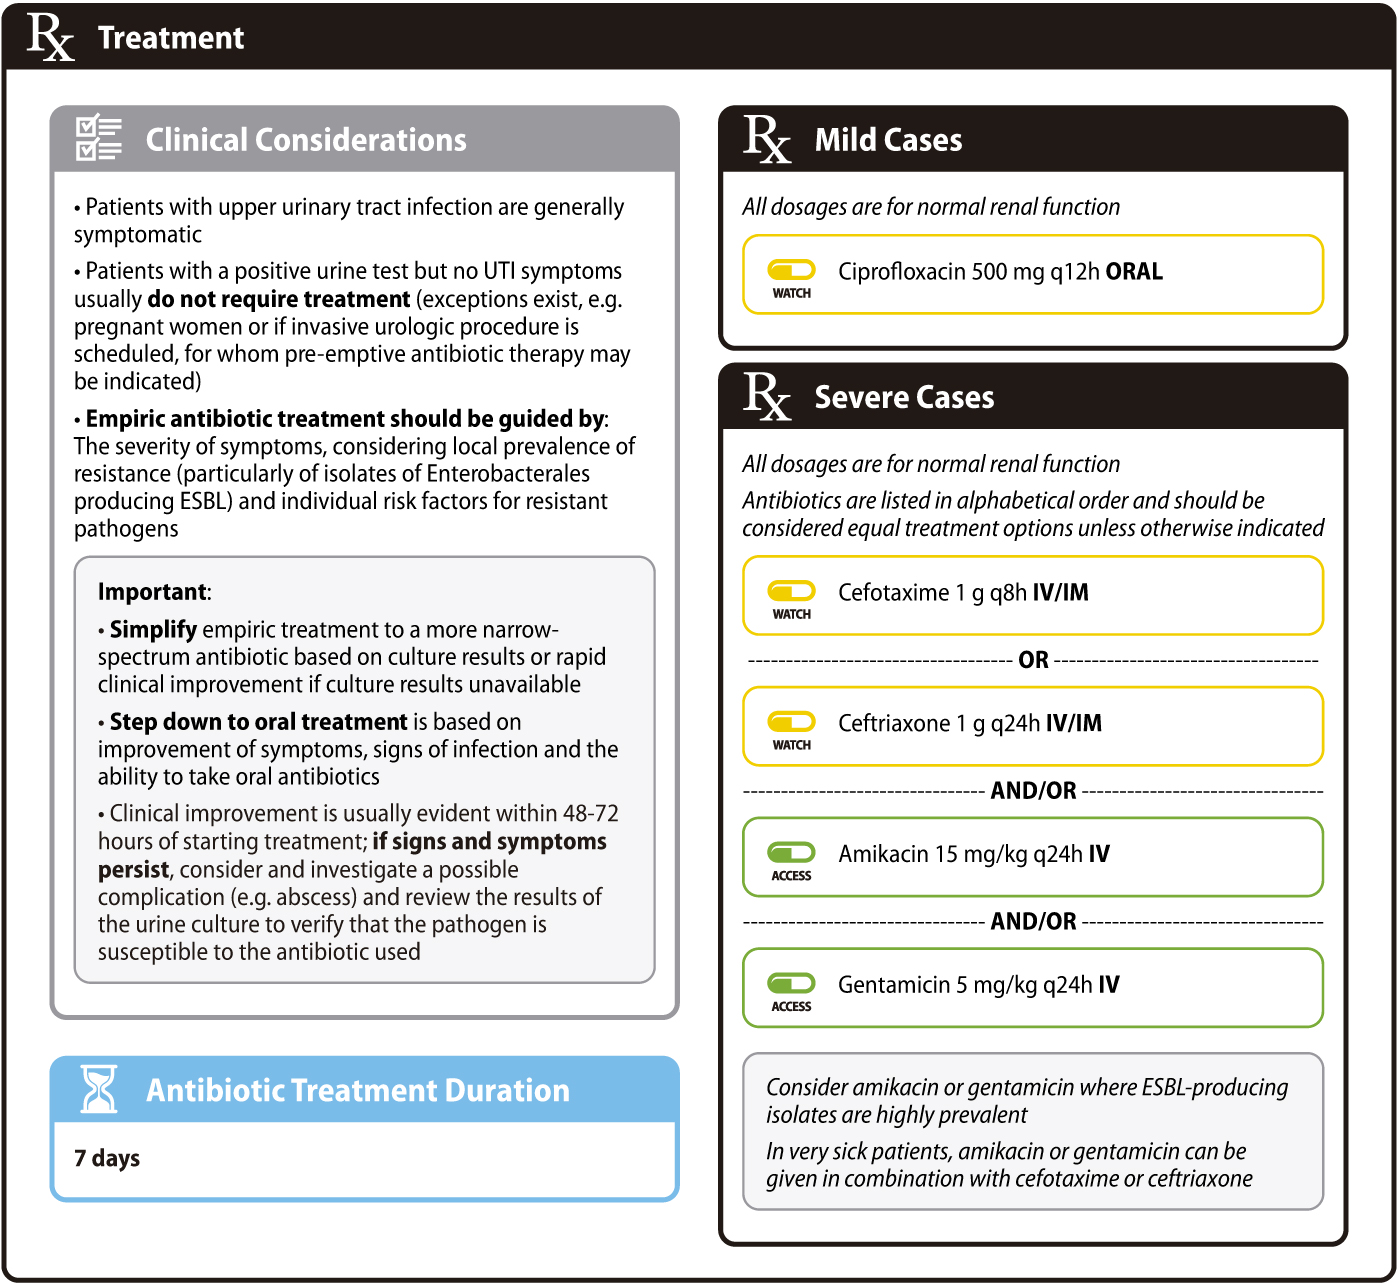 Rx Treatment
Clinical Considerations
• Patients with upper urinary tract infection are generally
symptomatic
• Patients with a positive urine test but no UTI symptoms
usually do not require treatment (exceptions exist, e.g.
pregnant women or if invasive urologic procedure is
scheduled, for whom pre-emptive antibiotic therapy may
be indicated)
• Empiric antibiotic treatment should be guided by:
The severity of symptoms, considering local prevalence of
resistance (particularly of isolates of Enterobacterales
producing ESBL) and individual risk factors for resistant
pathogens
Important:
• Simplify empiric treatment to a more narrow-
spectrum antibiotic based on culture results or rapid
clinical improvement if culture results unavailable
• Step down to oral treatment is based on
improvement of symptoms, signs of infection and the
ability to take oral antibiotics
• Clinical improvement is usually evident within 48-72
hours of starting treatment; if signs and symptoms
persist, consider and investigate a possible
complication (e.g. abscess) and review the results of
the urine culture to verify that the pathogen is
susceptible to the antibiotic used
Antibiotic Treatment Duration
7 days
Rx Mild Cases
All dosages are for normal renal function
Ciprofloxacin 500 mg q12h ORAL
WATCH
Rx Severe Cases
All dosages are for normal renal function
Antibiotics are listed in alphabetical order and should be
considered equal treatment options unless otherwise indicated
Cefotaxime 1 g q8h IV/IM
WATCH
OR
Ceftriaxone 1 g q24h IV/IM
WATCH
AND/OR
Amikacin 15 mg/kg q24h IV
ACCESS
AND/OR
Gentamicin 5 mg/kg q24h IV
ACCESS
Consider amikacin or gentamicin where ESBL-producing
isolates are highly prevalent
In very sick patients, amikacin or gentamicin can be
given in combination with cefotaxime or ceftriaxone